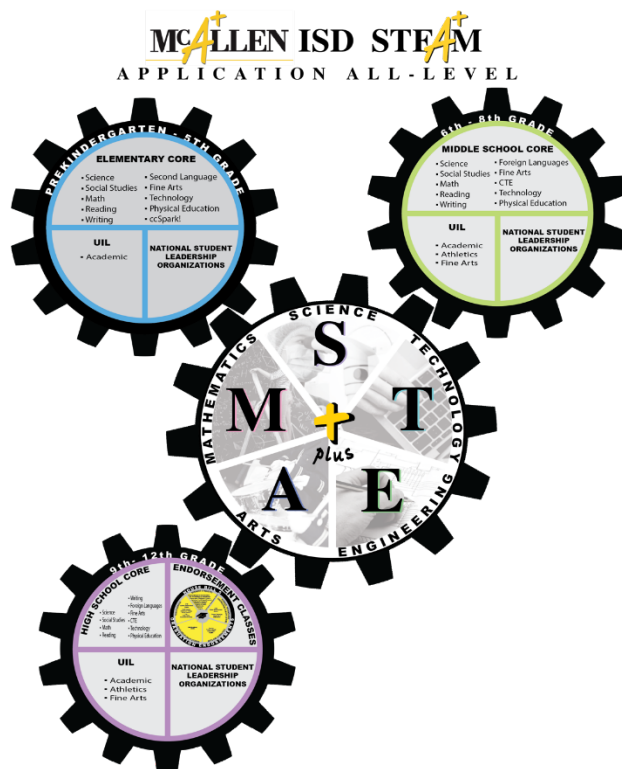 McALLEN ISD STEAM
APPLICATION ALL-LEVEL
PREKINDERGARTEN - 5TH GRADE
ELEMENTARY CORE
• Science
• Social Studies
• Math
• Reading
• Writing
• Second Language
• Fine Arts
• Technology
• Physical Education
• ccSpark!
UIL
• Academic
NATIONAL STUDENT
LEADERSHIP
ORGANIZATIONS
6th - 8th GRADE
MIDDLE SCHOOL CORE
• Science
• Social Studies
• Math
• Reading
• Writing
• Foreign Languages
• Fine Arts
• CTE
• Technology
• Physical Education
UIL
• Academic
• Athletics
• Fine Arts
NATIONAL STUDENT
LEADERSHIP
ORGANIZATIONS
SCIENCE
TECHNOLOGY
ENGINEERING
ARTS
MATHEMATICS
S
T
E
A
M
+
plus
9th- 12th GRADE
HIGH SCHOOL CORE
• Science
• Social Studies
• Math
• Reading
• Writing
• Foreign Languages
• Fine Arts
• CTE
• Technology
• Physical Education
ENDORSEMENT CLASSES
UIL
• Academic
• Athletics
• Fine Arts
NATIONAL STUDENT
LEADERSHIP
ORGANIZATIONS